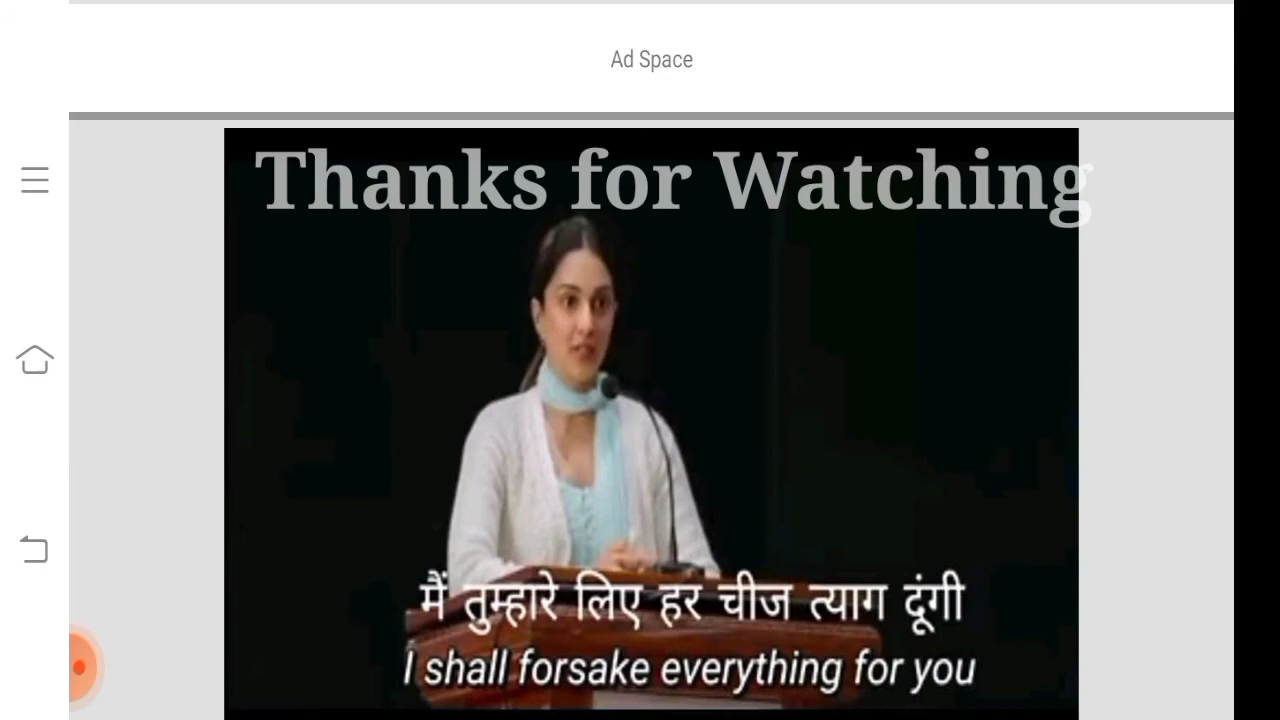 Ad Space
Thanks for Watching
मैं तुम्हारे लिए हर चीज त्याग दूंगी
I shall forsake everything for you